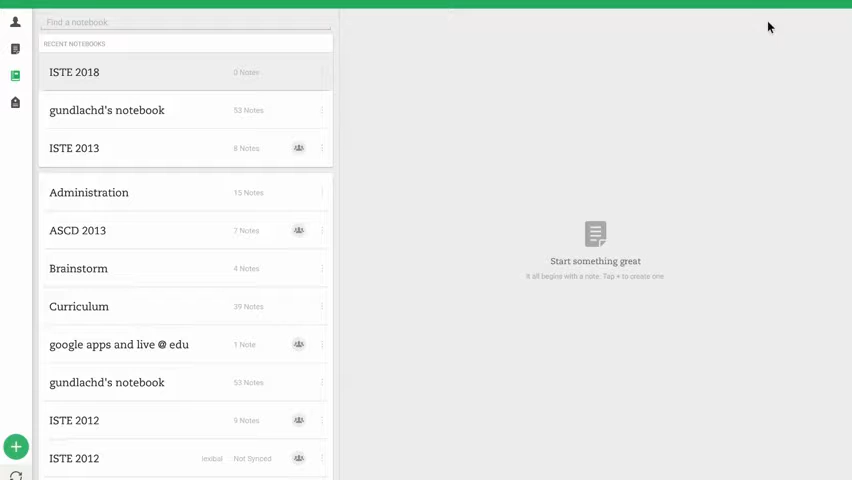 Find a notebook.
RECENT NOTEBOOKS
ISTE 2018 0 Notes
gundlachd's notebook 53 Notes
ISTE 2013 8 Notes
Administration 15 Notes
ASCD 2013 7 Notes
Brainstorm 4 Notes
Curriculum 39 Notes
google apps and live @ edu 1 Note
gundlachd's notebook 53 Notes
ISTE 2012 9 Notes
ISTE 2012 lexibal Not Synced
Start something great
It all begins with a note. Tap + to create one